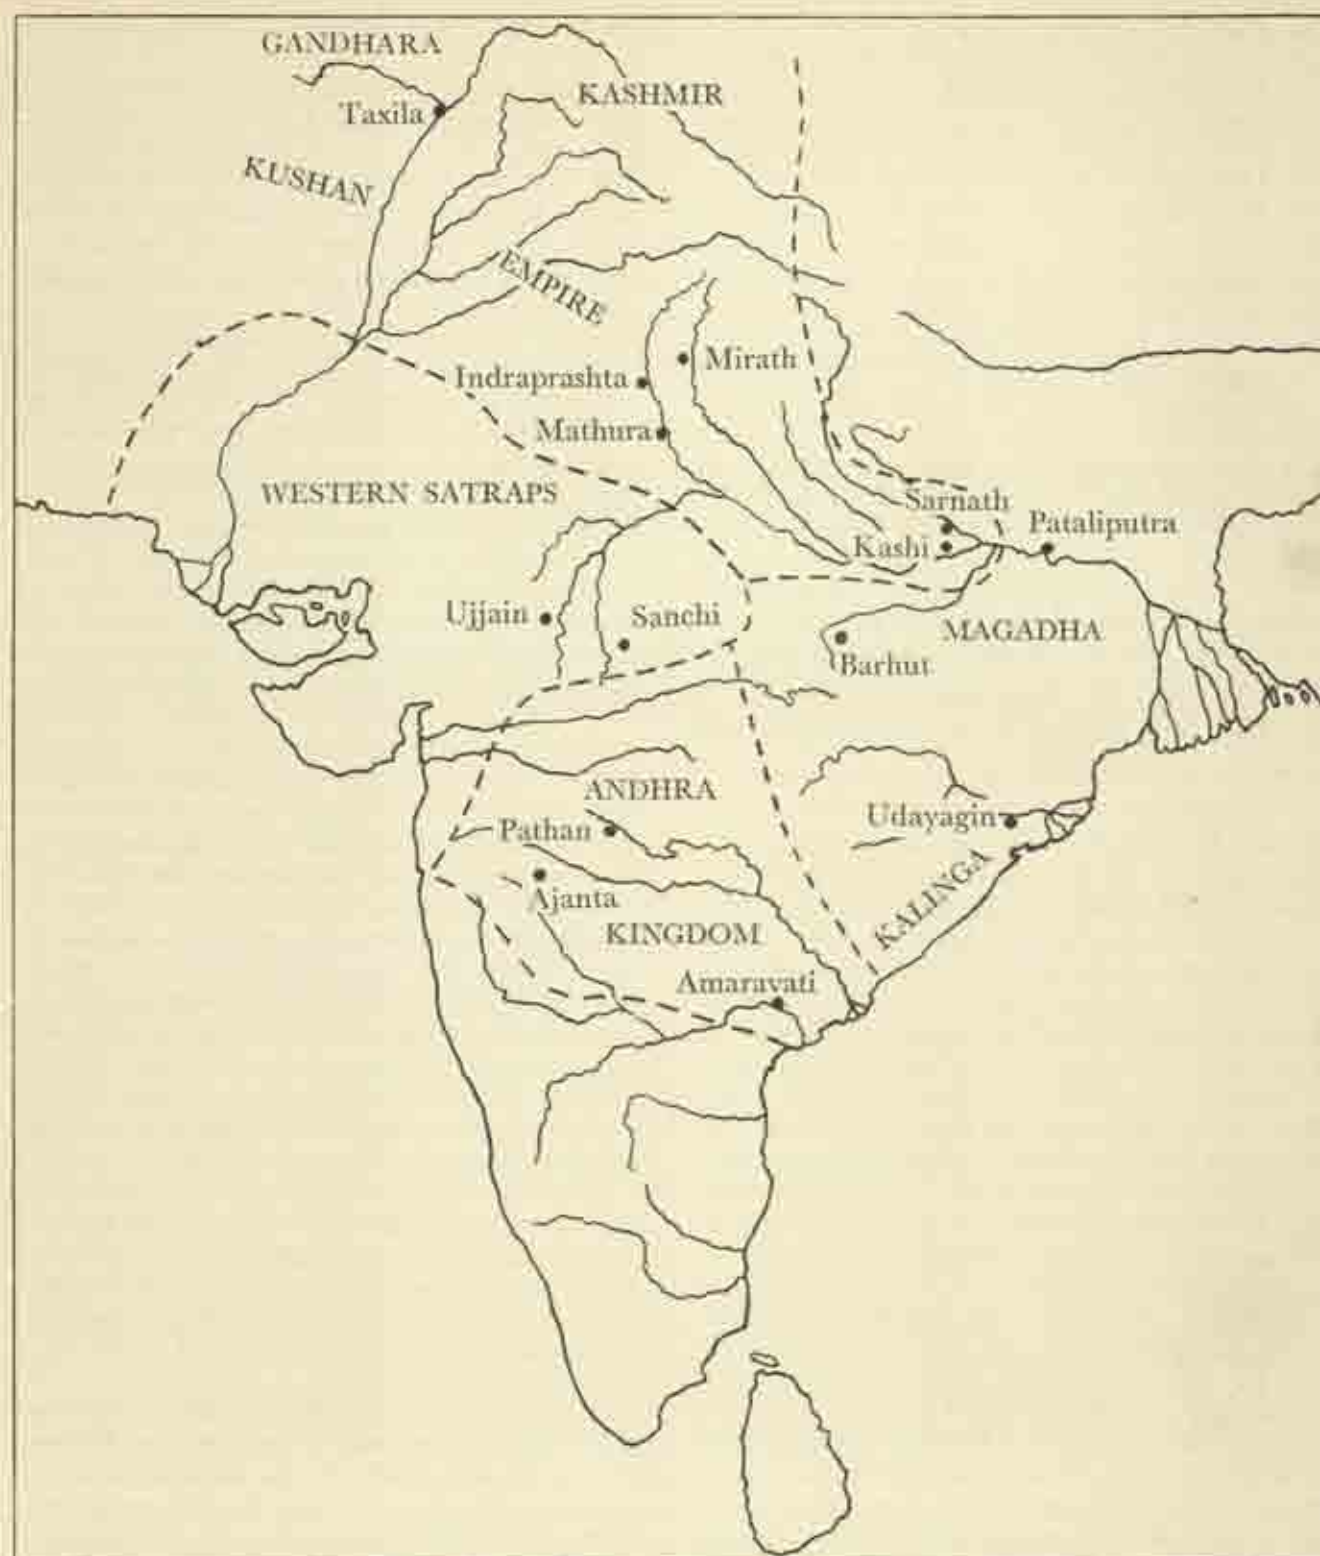 GANDHARA
KASHMIR
Taxila
KUSHAN
EMPIRE
Mirath
Indraprashta
Mathura
WESTERN SATRAPS
Sarnath
Pataliputra
Kashi
Ujjain
Sanchi
MAGADHA
Barhut
ANDHRA
Pathan
Udayagin
Ajanta
KALINGA
KINGDOM
Amaravati